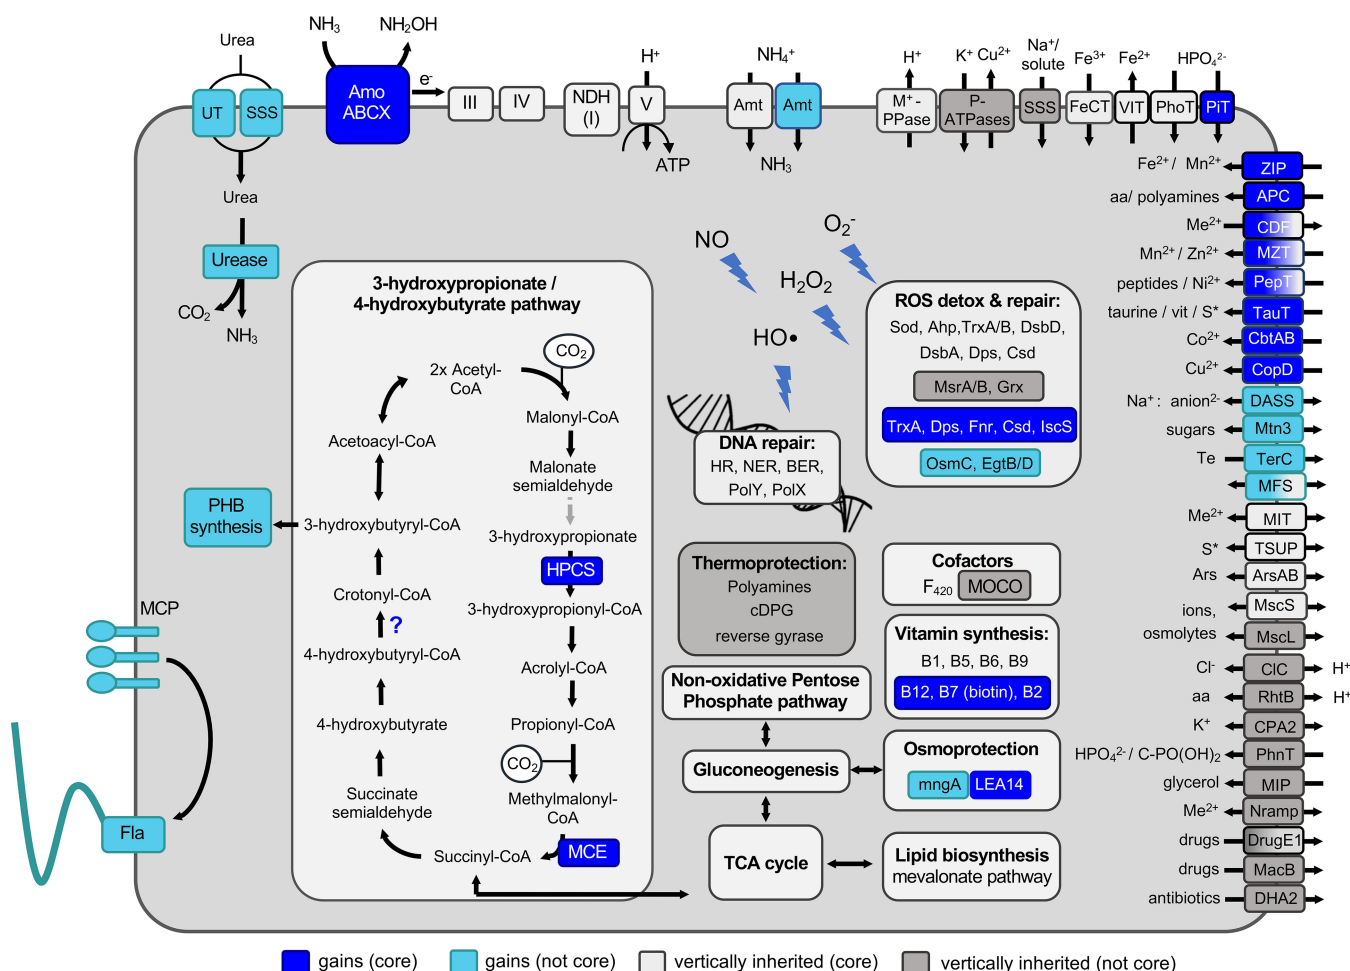 Urea
NH3
NH2OH
UT
SSS
Amo
ABCX
e-
III
IV
NDH
(I)
H+
V
ATP
NH4+
Amt
Amt
NH3
H+
M+-
PPase
K+ Cu2+
P-
ATPases
Na+/
solute
SSS
Fe3+
FeCT
Fe2+
VIT
HPO42-
PhoT
PiT
Urea
Urease
CO2
NH3
3-hydroxypropionate /
4-hydroxybutyrate pathway
2x Acetyl-
CoA
CO2
Malonyl-CoA
Acetoacyl-CoA
Malonate
semialdehyde
PHB
synthesis
3-hydroxybutyryl-CoA
3-hydroxypropionate
HPCS
Crotonyl-CoA
3-hydroxypropionyl-CoA
?
4-hydroxybutyryl-CoA
Acrolyl-CoA
4-hydroxybutyrate
Propionyl-CoA
CO2
Succinate
semialdehyde
Methylmalonyl-
CoA
MCE
Succinyl-CoA
MCP
Fla
NO
O2-
H2O2
HO•
ROS detox & repair:
Sod, Ahp,TrxA/B, DsbD,
DsbA, Dps, Csd
MsrA/B, Grx
TrxA, Dps, Fnr, Csd, IscS
OsmC, EgtB/D
DNA repair:
HR, NER, BER,
PolY, PolX
Thermoprotection:
Polyamines
cDPG
reverse gyrase
Cofactors
F420 MOCO
Vitamin synthesis:
B1, B5, B6, B9
B12, B7 (biotin), B2
Non-oxidative Pentose
Phosphate pathway
Gluconeogenesis
Osmoprotection
mngA LEA14
TCA cycle
Lipid biosynthesis
mevalonate pathway
Fe2+ / Mn2+ ZIP
aa/ polyamines APC
Me2+ CDF
Mn2+ / Zn2+ MZT
peptides / Ni2+ PepT
taurine / vit / S* TauT
Co2+ CbtAB
Cu2+ CopD
Na+ : anion2- DASS
sugars Mtn3
Te TerC
MFS
Me2+ MIT
S* TSUP
Ars ArsAB
ions, MscS
osmolytes MscL
Cl- ClC H+
aa RhtB H+
K+ CPA2
HPO42- / C-PO(OH)2 PhnT
glycerol MIP
Me2+ Nramp
drugs DrugE1
drugs MacB
antibiotics DHA2
gains (core)
gains (not core)
vertically inherited (core)
vertically inherited (not core)